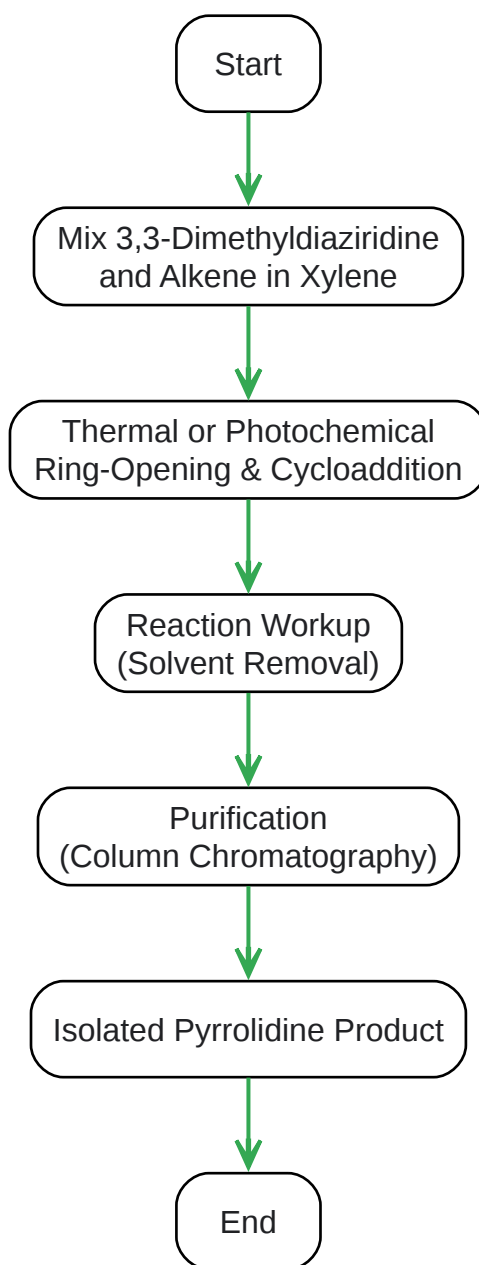 Start
Mix 3,3-Dimethyldiaziridine
and Alkene in Xylene
Thermal or Photochemical
Ring-Opening & Cycloaddition
Reaction Workup
(Solvent Removal)
Purification
(Column Chromatography)
Isolated Pyrrolidine Product
End